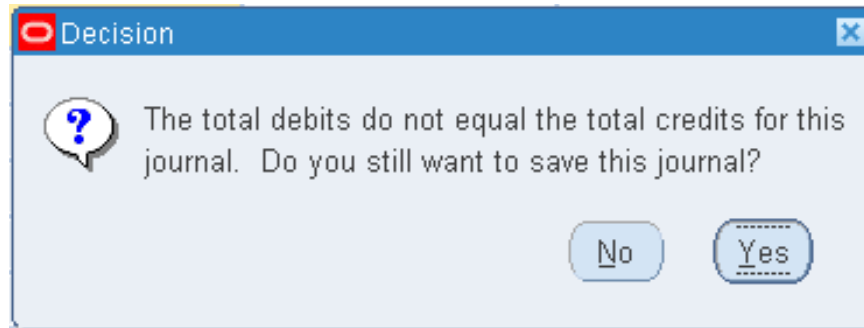 Decision
The total debits do not equal the total credits for this
journal. Do you still want to save this journal?
No Yes